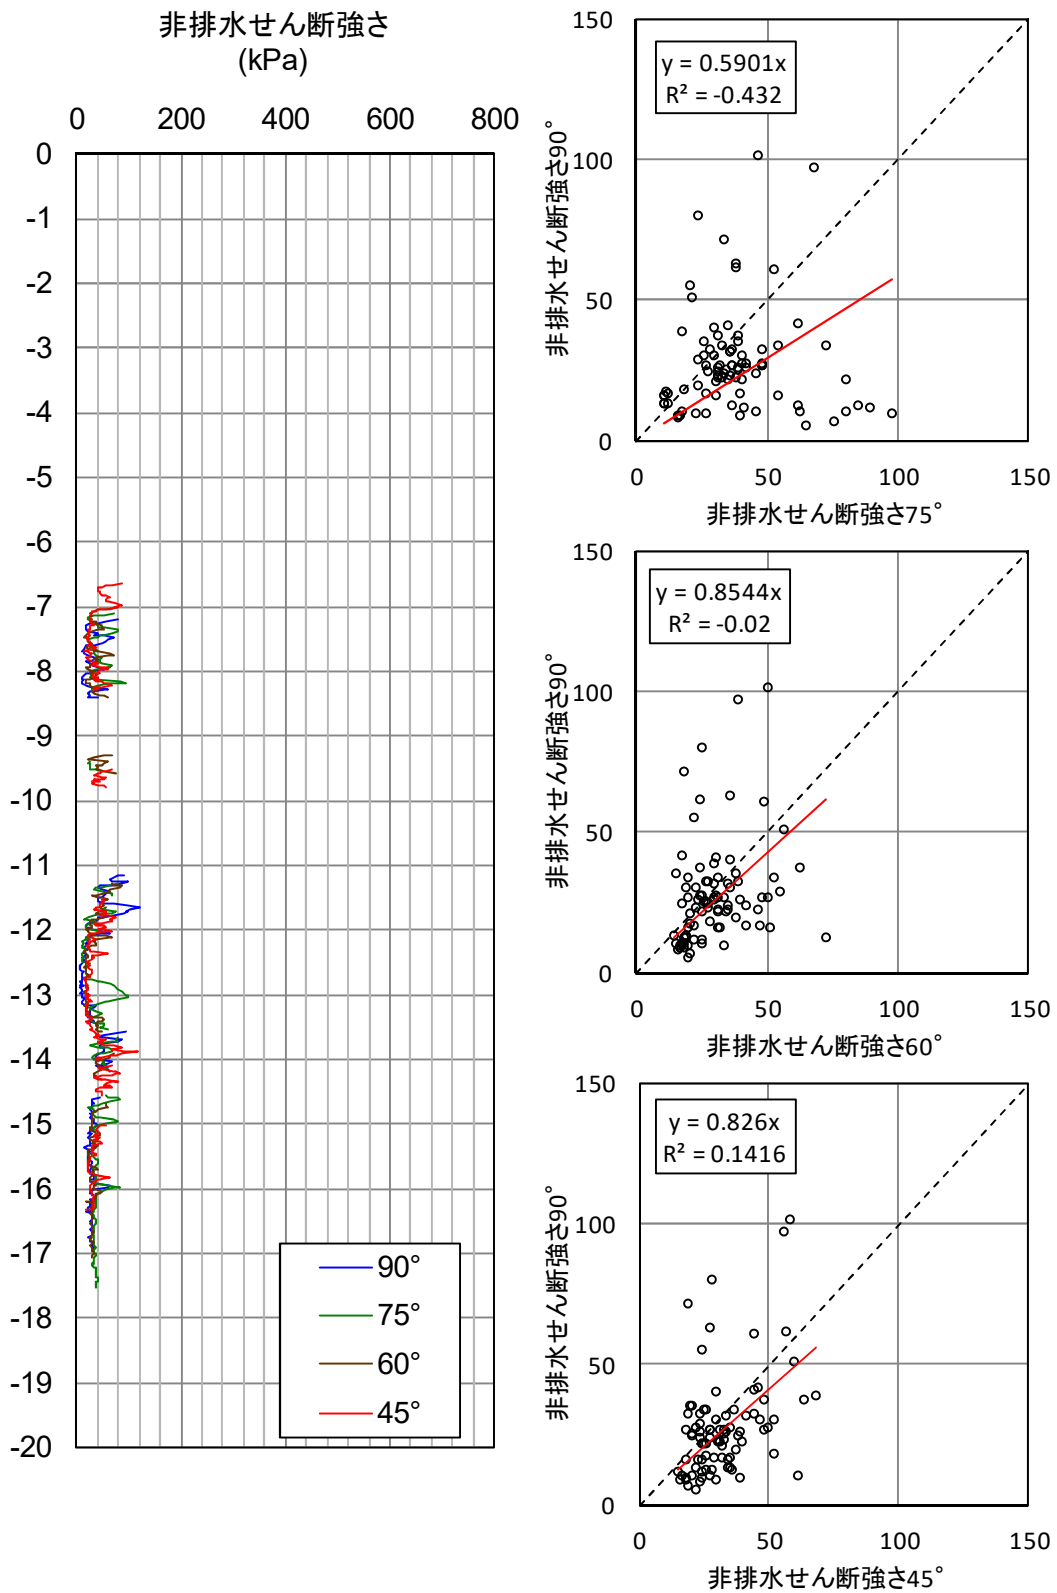 非排水せん断強さ
(kPa)
0 200 400 600 800
0
-1
-2
-3
-4
-5
-6
-7
-8
-9
-10
-11
-12
-13
-14
-15
-16
-17
-18
-19
-20
90°
75°
60°
45°
y = 0.5901x
R² = -0.432
非排水せん断強さ90°
150
100
50
0
0 50 100 150
非排水せん断強さ75°
y = 0.8544x
R² = -0.02
非排水せん断強さ90°
150
100
50
0
0 50 100 150
非排水せん断強さ60°
y = 0.826x
R² = 0.1416
非排水せん断強さ90°
150
100
50
0
0 50 100 150
非排水せん断強さ45°